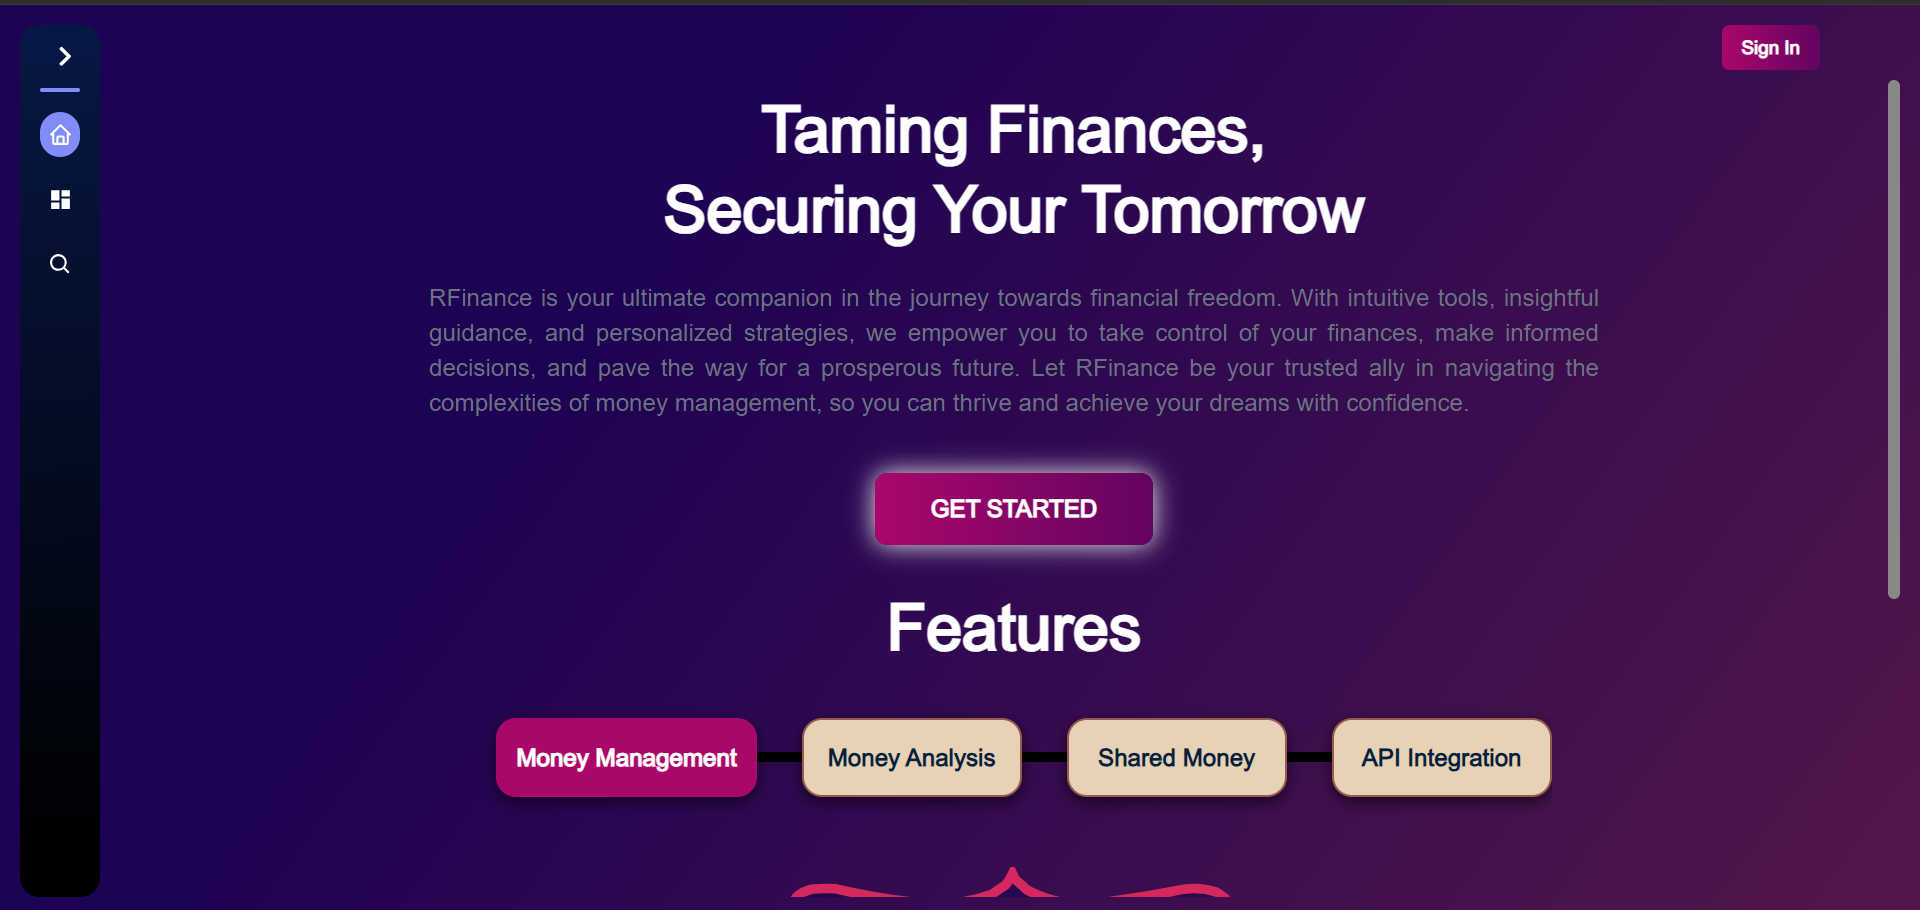 Sign In
Taming Finances,
Securing Your Tomorrow
RFinance is your ultimate companion in the journey towards financial freedom. With intuitive tools, insightful
guidance, and personalized strategies, we empower you to take control of your finances, make informed
decisions, and pave the way for a prosperous future. Let RFinance be your trusted ally in navigating the
complexities of money management, so you can thrive and achieve your dreams with confidence.
GET STARTED
Features
Money Management
Money Analysis
Shared Money
API Integration